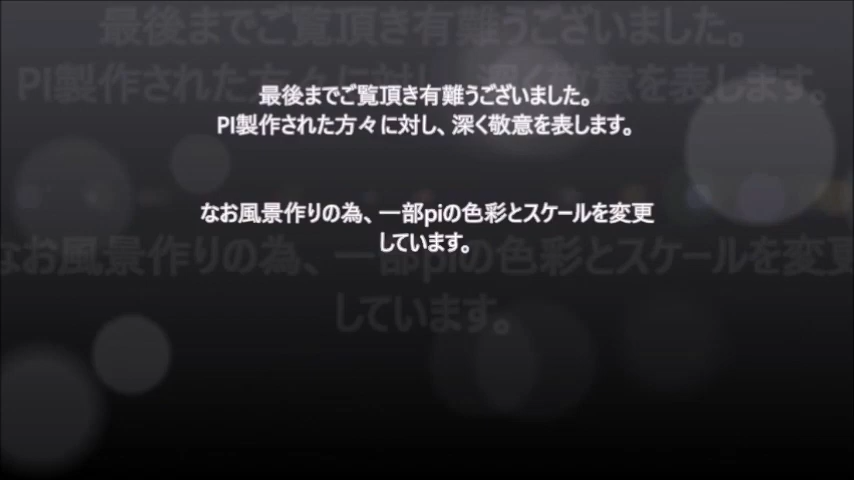 最後までご覧頂き有難うございました。
PI製作された方々に対し、深く敬意を表します。
なお風景作りの為、一部piの色彩とスケールを変更
しています。